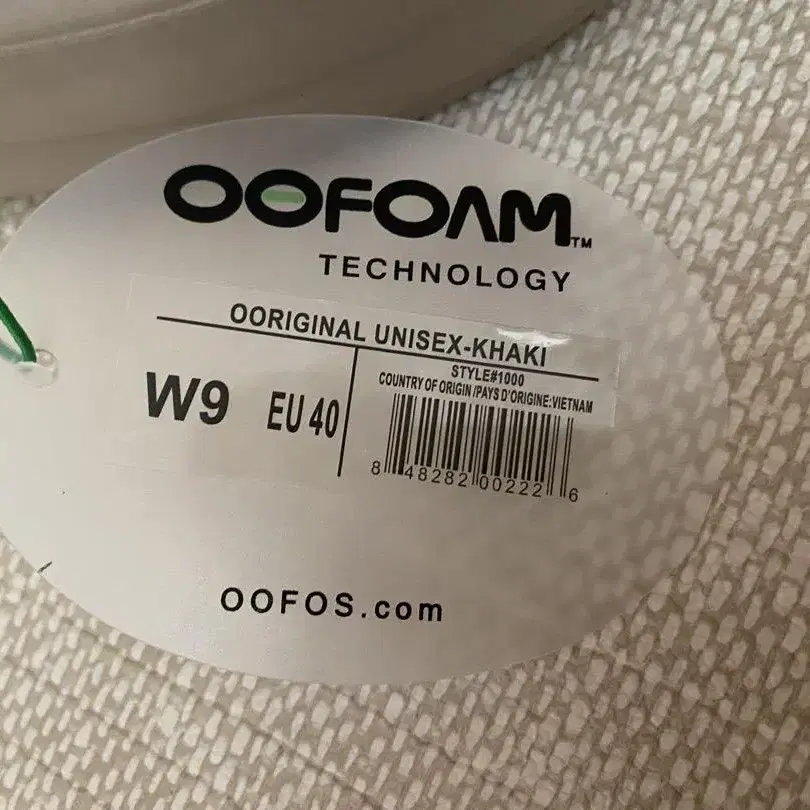 OOFOAM™
TECHNOLOGY
OORIGINAL UNISEX-KHAKI
W9 EU 40
STYLE#1000
COUNTRY OF ORIGIN/PAYS D'ORIGINE:VIETNAM
8 48282 00222 6
OOFOS.com